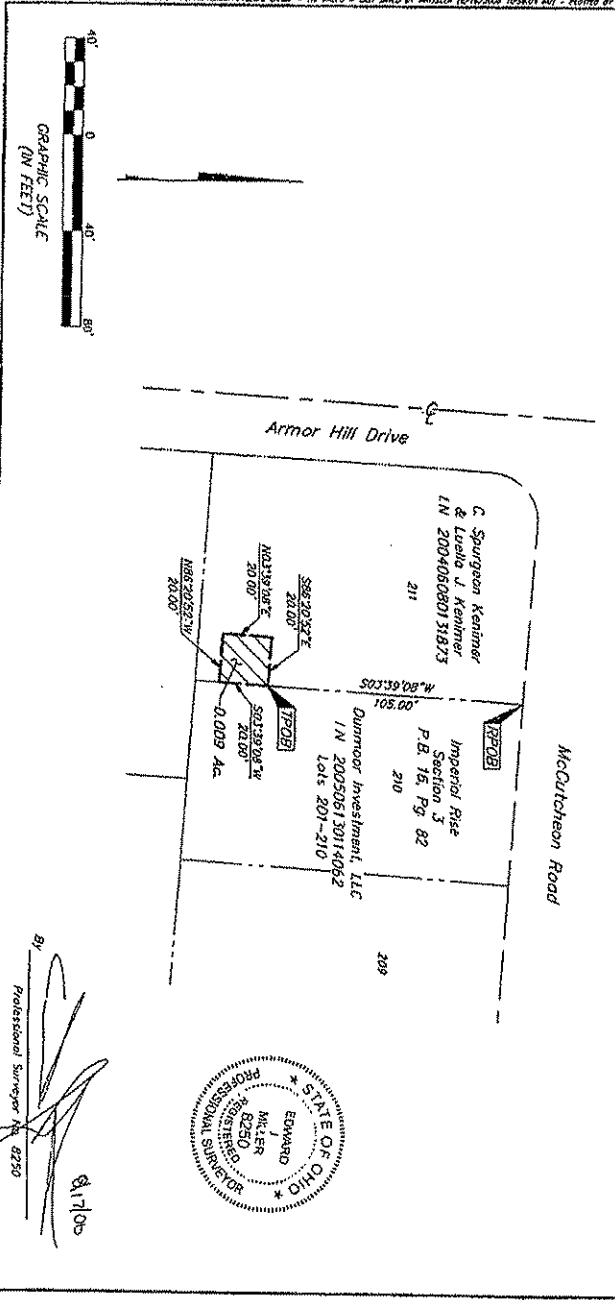 McCutcheon Road
RPOB
Imperial Rise
Section 3
P.B. 16, Pg. 82
210
Dunmoor Investment, LLC
I N 200506130114062
Lots 201-210
209
C. Spurgeon Kenimer
& Luella J. Kenimer
I.N 200406080131873
211
S03°39'08"W
105.00'
TPOB
S86°20'52"E
20.00'
N03°39'08"E
20.00'
N86°20'52"W
20.00'
S03°39'08"W
20.00'
0.009 Ac.
Armor Hill Drive
40' 0 40' 80'
GRAPHIC SCALE
(IN FEET)
STATE OF OHIO
EDWARD
J
MILLER
8250
REGISTERED
PROFESSIONAL SURVEYOR
By
Professional Surveyor No. 8250